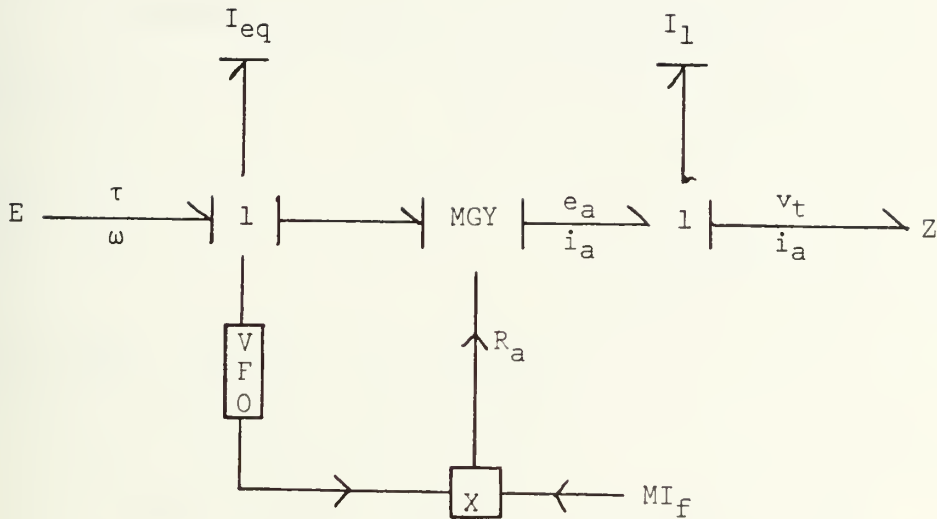 I_eq
I_1
τ
E
ω
1
MGY
e_a
i_a
1
v_t
i_a
Z
R_a
V
F
O
X
MI_f